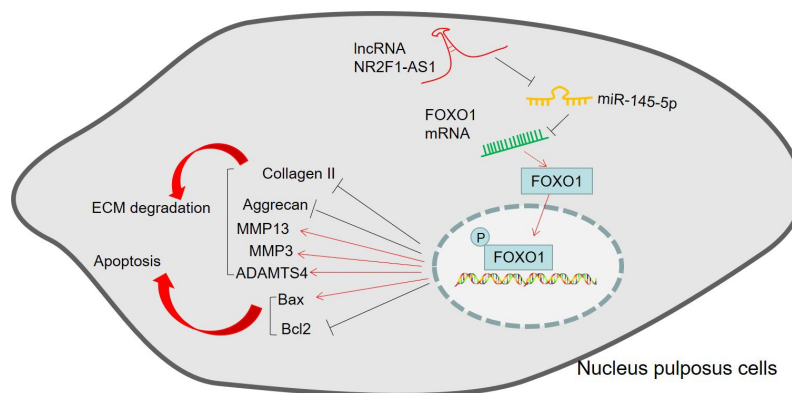 lncRNA
NR2F1-AS1
miR-145-5p
FOXO1
mRNA
FOXO1
Collagen II
Aggrecan
MMP13
MMP3
ADAMTS4
Bax
Bcl2
ECM degradation
Apoptosis
P
FOXO1
Nucleus pulposus cells